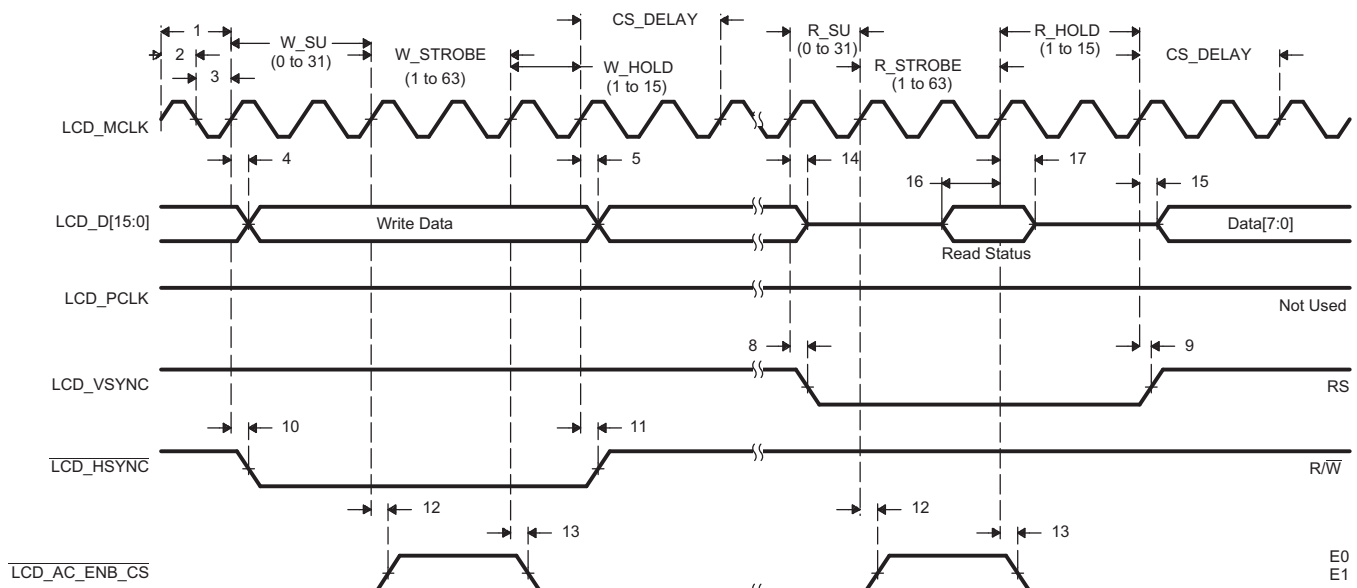 CS_DELAY
1
W_SU
(0 to 31)
R_SU
(0 to 31)
R_HOLD
(1 to 15)
2
W_STROBE
(1 to 63)
W_HOLD
(1 to 15)
R_STROBE
(1 to 63)
CS_DELAY
3
LCD_MCLK
4
5
14
17
16
15
LCD_D[15:0]
Write Data
Data[7:0]
Read Status
LCD_PCLK
Not Used
8
9
LCD_VSYNC
RS
10
11
LCD_HSYNC
R/W
12
13
12
13
LCD_AC_ENB_CS
E0
E1